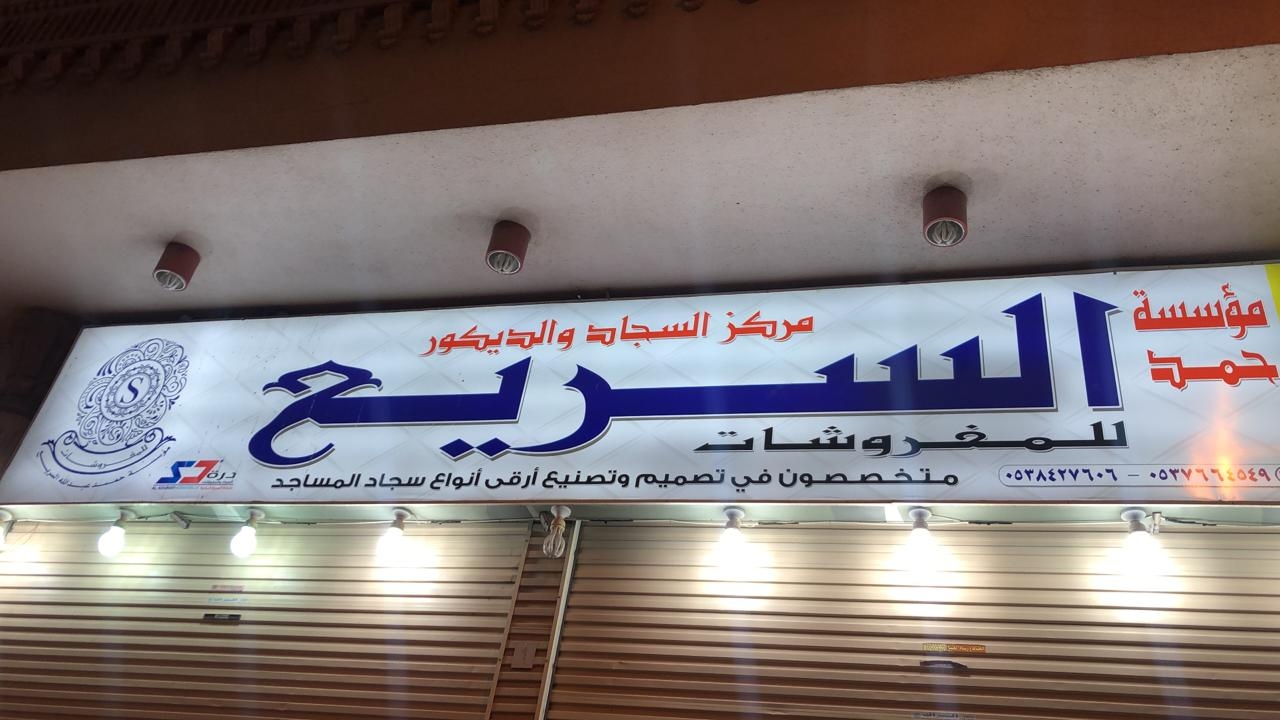 مؤسسة
حمد
مركز السجاد والديكور
السريع
للمفروشات
متخصصون في تصميم وتصنيع أرقى أنواع سجاد المساجد
٠٥٣٨٤٢٧٦٠٦ – ٠٥٣٧٦٦٤٥٤٩
S